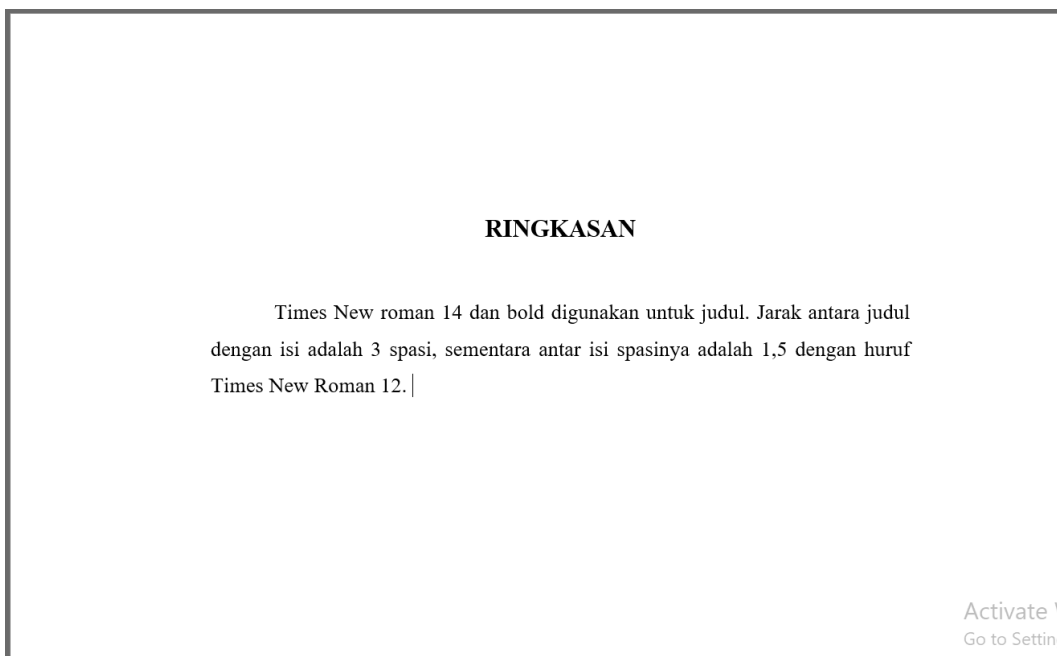 RINGKASAN
Times New roman 14 dan bold digunakan untuk judul. Jarak antara judul
dengan isi adalah 3 spasi, sementara antar isi spasinya adalah 1,5 dengan huruf
Times New Roman 12.
Activate
Go to